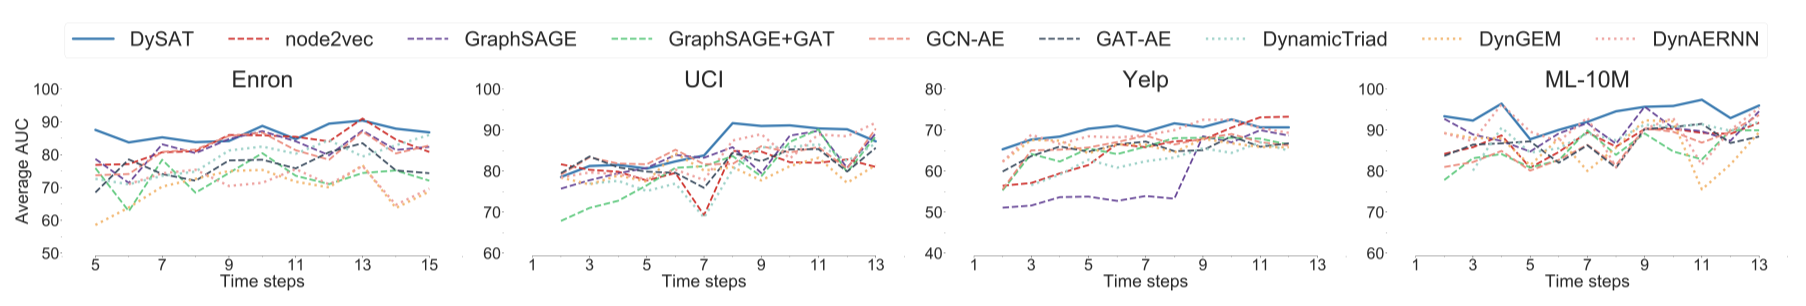 DySAT node2vec GraphSAGE GraphSAGE+GAT GCN-AE GAT-AE DynamicTriad DynGEM DynAERNN
Enron UCI Yelp ML-10M
Average AUC
100
90
80
70
60
50
5 7 9 11 13 15
Time steps
100
90
80
70
60
1 3 5 7 9 11 13
Time steps
80
70
60
50
40
1 3 5 7 9 11 13
Time steps
100
90
80
70
60
1 3 5 7 9 11 13
Time steps